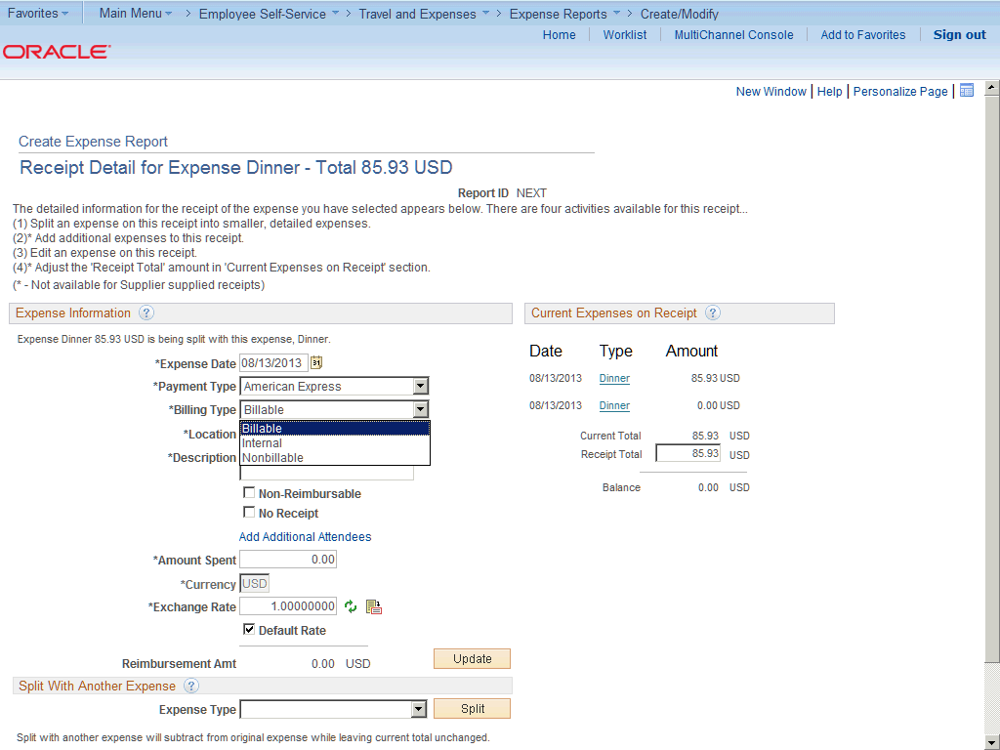 Favorites Main Menu > Employee Self-Service > Travel and Expenses > Expense Reports > Create/Modify
Home Worklist MultiChannel Console Add to Favorites Sign out
ORACLE
New Window Help Personalize Page
Create Expense Report
Receipt Detail for Expense Dinner - Total 85.93 USD
Report ID NEXT
The detailed information for the receipt of the expense you have selected appears below. There are four activities available for this receipt...
(1) Split an expense on this receipt into smaller, detailed expenses.
(2)* Add additional expenses to this receipt.
(3) Edit an expense on this receipt.
(4)* Adjust the 'Receipt Total' amount in 'Current Expenses on Receipt' section.
(* - Not available for Supplier supplied receipts)
Expense Information ?
Expense Dinner 85.93 USD is being split with this expense, Dinner.
*Expense Date 08/13/2013 31
*Payment Type American Express
*Billing Type Billable
Billable
*Location
Internal
*Description
Nonbillable
Non-Reimbursable
No Receipt
Add Additional Attendees
*Amount Spent 0.00
*Currency USD
*Exchange Rate 1.00000000
Default Rate
Reimbursement Amt 0.00 USD
Update
Split With Another Expense ?
Expense Type Split
Split with another expense will subtract from original expense while leaving current total unchanged.
Current Expenses on Receipt ?
Date Type Amount
08/13/2013 Dinner 85.93 USD
08/13/2013 Dinner 0.00 USD
Current Total 85.93 USD
Receipt Total 85.93 USD
Balance 0.00 USD